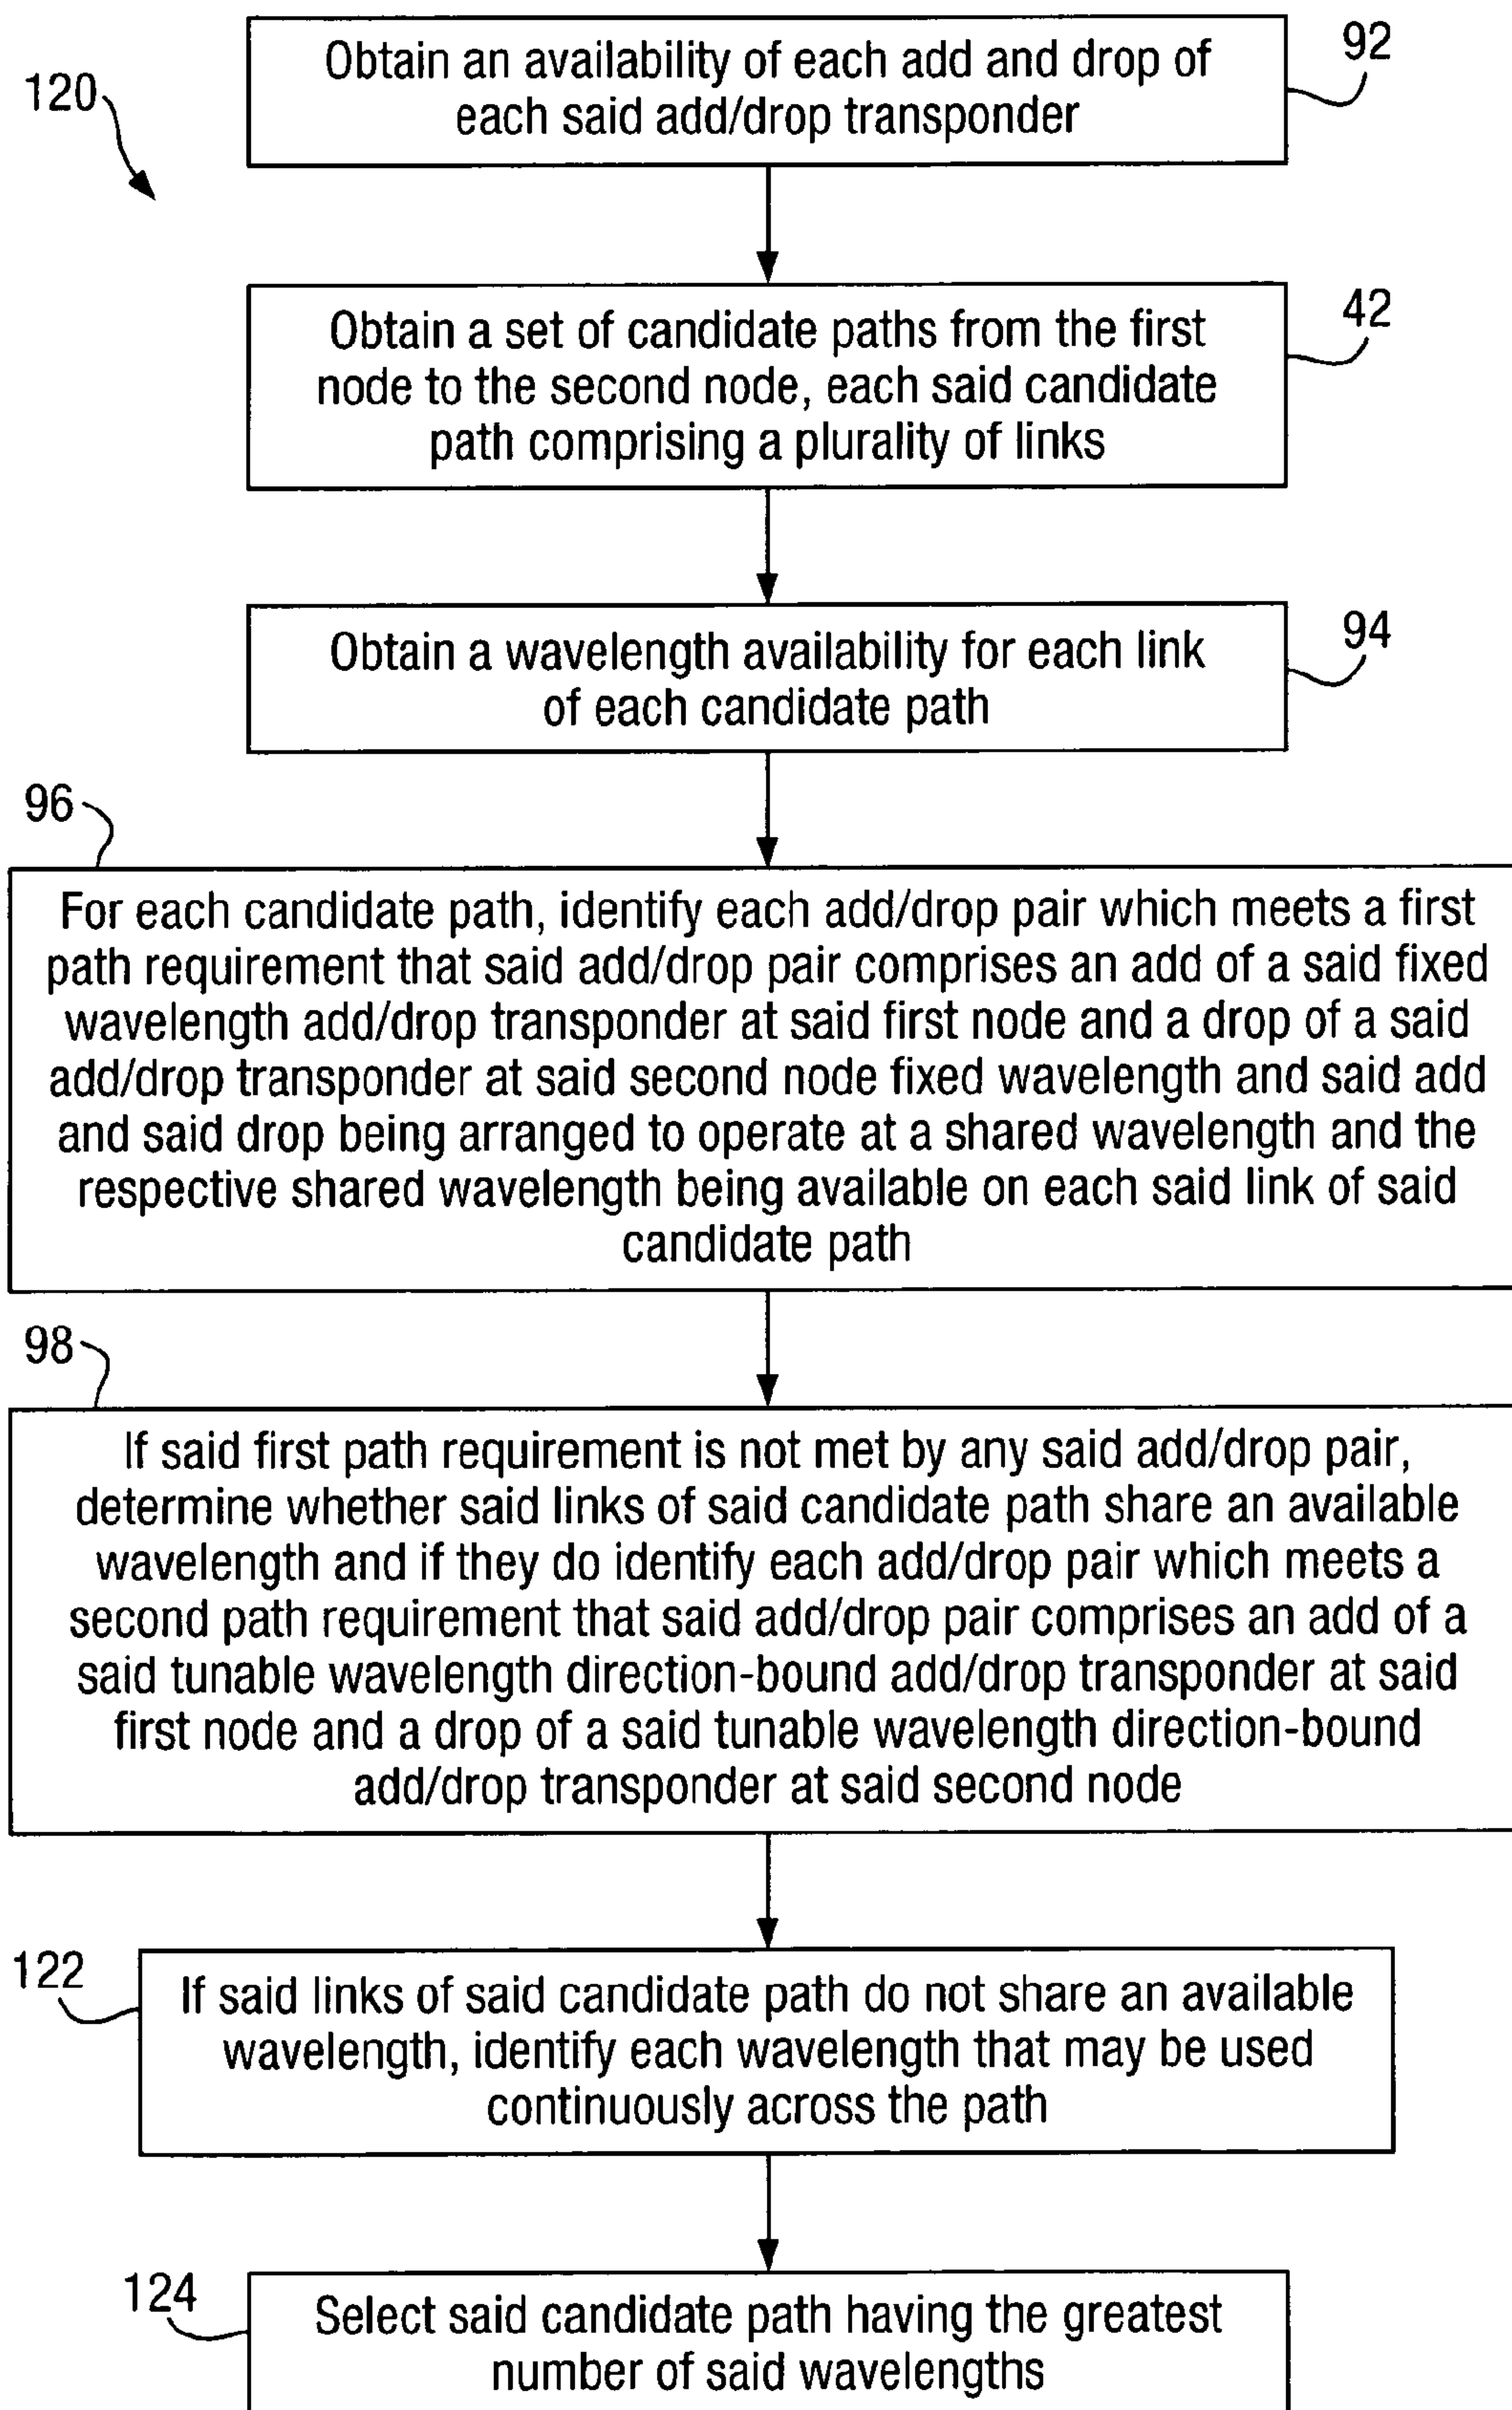 120
Obtain an availability of each add and drop of
each said add/drop transponder
92
Obtain a set of candidate paths from the first
node to the second node, each said candidate
path comprising a plurality of links
42
Obtain a wavelength availability for each link
of each candidate path
94
96
For each candidate path, identify each add/drop pair which meets a first
path requirement that said add/drop pair comprises an add of a said fixed
wavelength add/drop transponder at said first node and a drop of a said
add/drop transponder at said second node fixed wavelength and said add
and said drop being arranged to operate at a shared wavelength and the
respective shared wavelength being available on each said link of said
candidate path
98
If said first path requirement is not met by any said add/drop pair,
determine whether said links of said candidate path share an available
wavelength and if they do identify each add/drop pair which meets a
second path requirement that said add/drop pair comprises an add of a
said tunable wavelength direction-bound add/drop transponder at said
first node and a drop of a said tunable wavelength direction-bound
add/drop transponder at said second node
122
If said links of said candidate path do not share an available
wavelength, identify each wavelength that may be used
continuously across the path
124
Select said candidate path having the greatest
number of said wavelengths